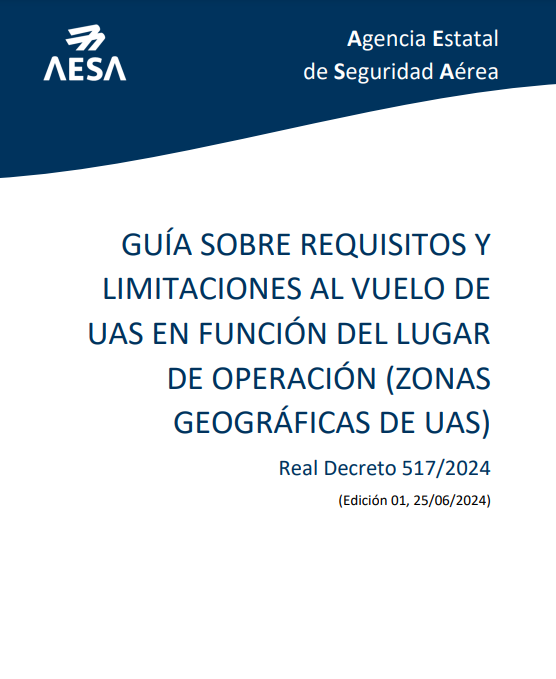 AESA
Agencia Estatal
de Seguridad Aérea
GUÍA SOBRE REQUISITOS Y
LIMITACIONES AL VUELO DE
UAS EN FUNCIÓN DEL LUGAR
DE OPERACIÓN (ZONAS
GEOGRÁFICAS DE UAS)
Real Decreto 517/2024
(Edición 01, 25/06/2024)